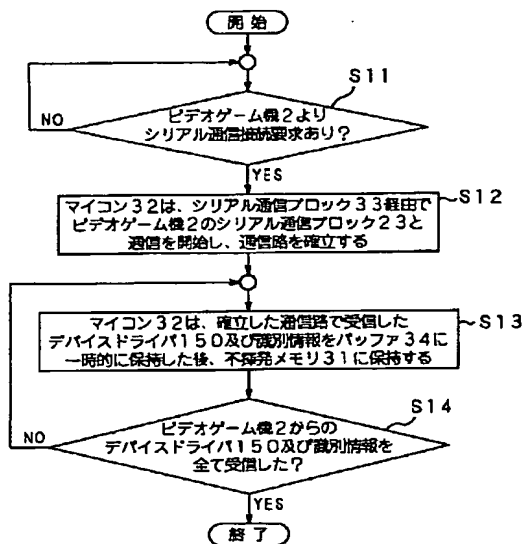 開 始
S11
ビデオゲーム機2より
シリアル通信接続要求あり？
NO
YES
S12
マイコン32は、シリアル通信ブロック33経由で
ビデオゲーム機2のシリアル通信ブロック23と
通信を開始し、通信路を確立する
S13
マイコン32は、確立した通信路で受信した
デバイスドライバ150及び識別情報をバッファ34に
一時的に保持した後、不揮発メモリ31に保持する
S14
ビデオゲーム機2からの
デバイスドライバ150及び識別情報を
全て受信した？
NO
YES
終 了